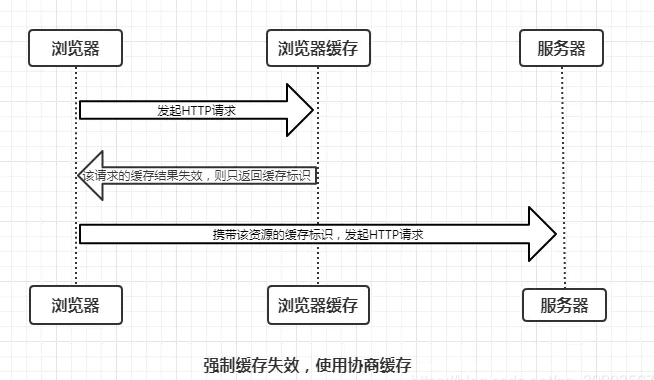 浏览器 浏览器缓存 服务器
发起HTTP请求
该请求的缓存结果失效，则只返回缓存标识
携带该资源的缓存标识，发起HTTP请求
浏览器 浏览器缓存 服务器
强制缓存失效，使用协商缓存